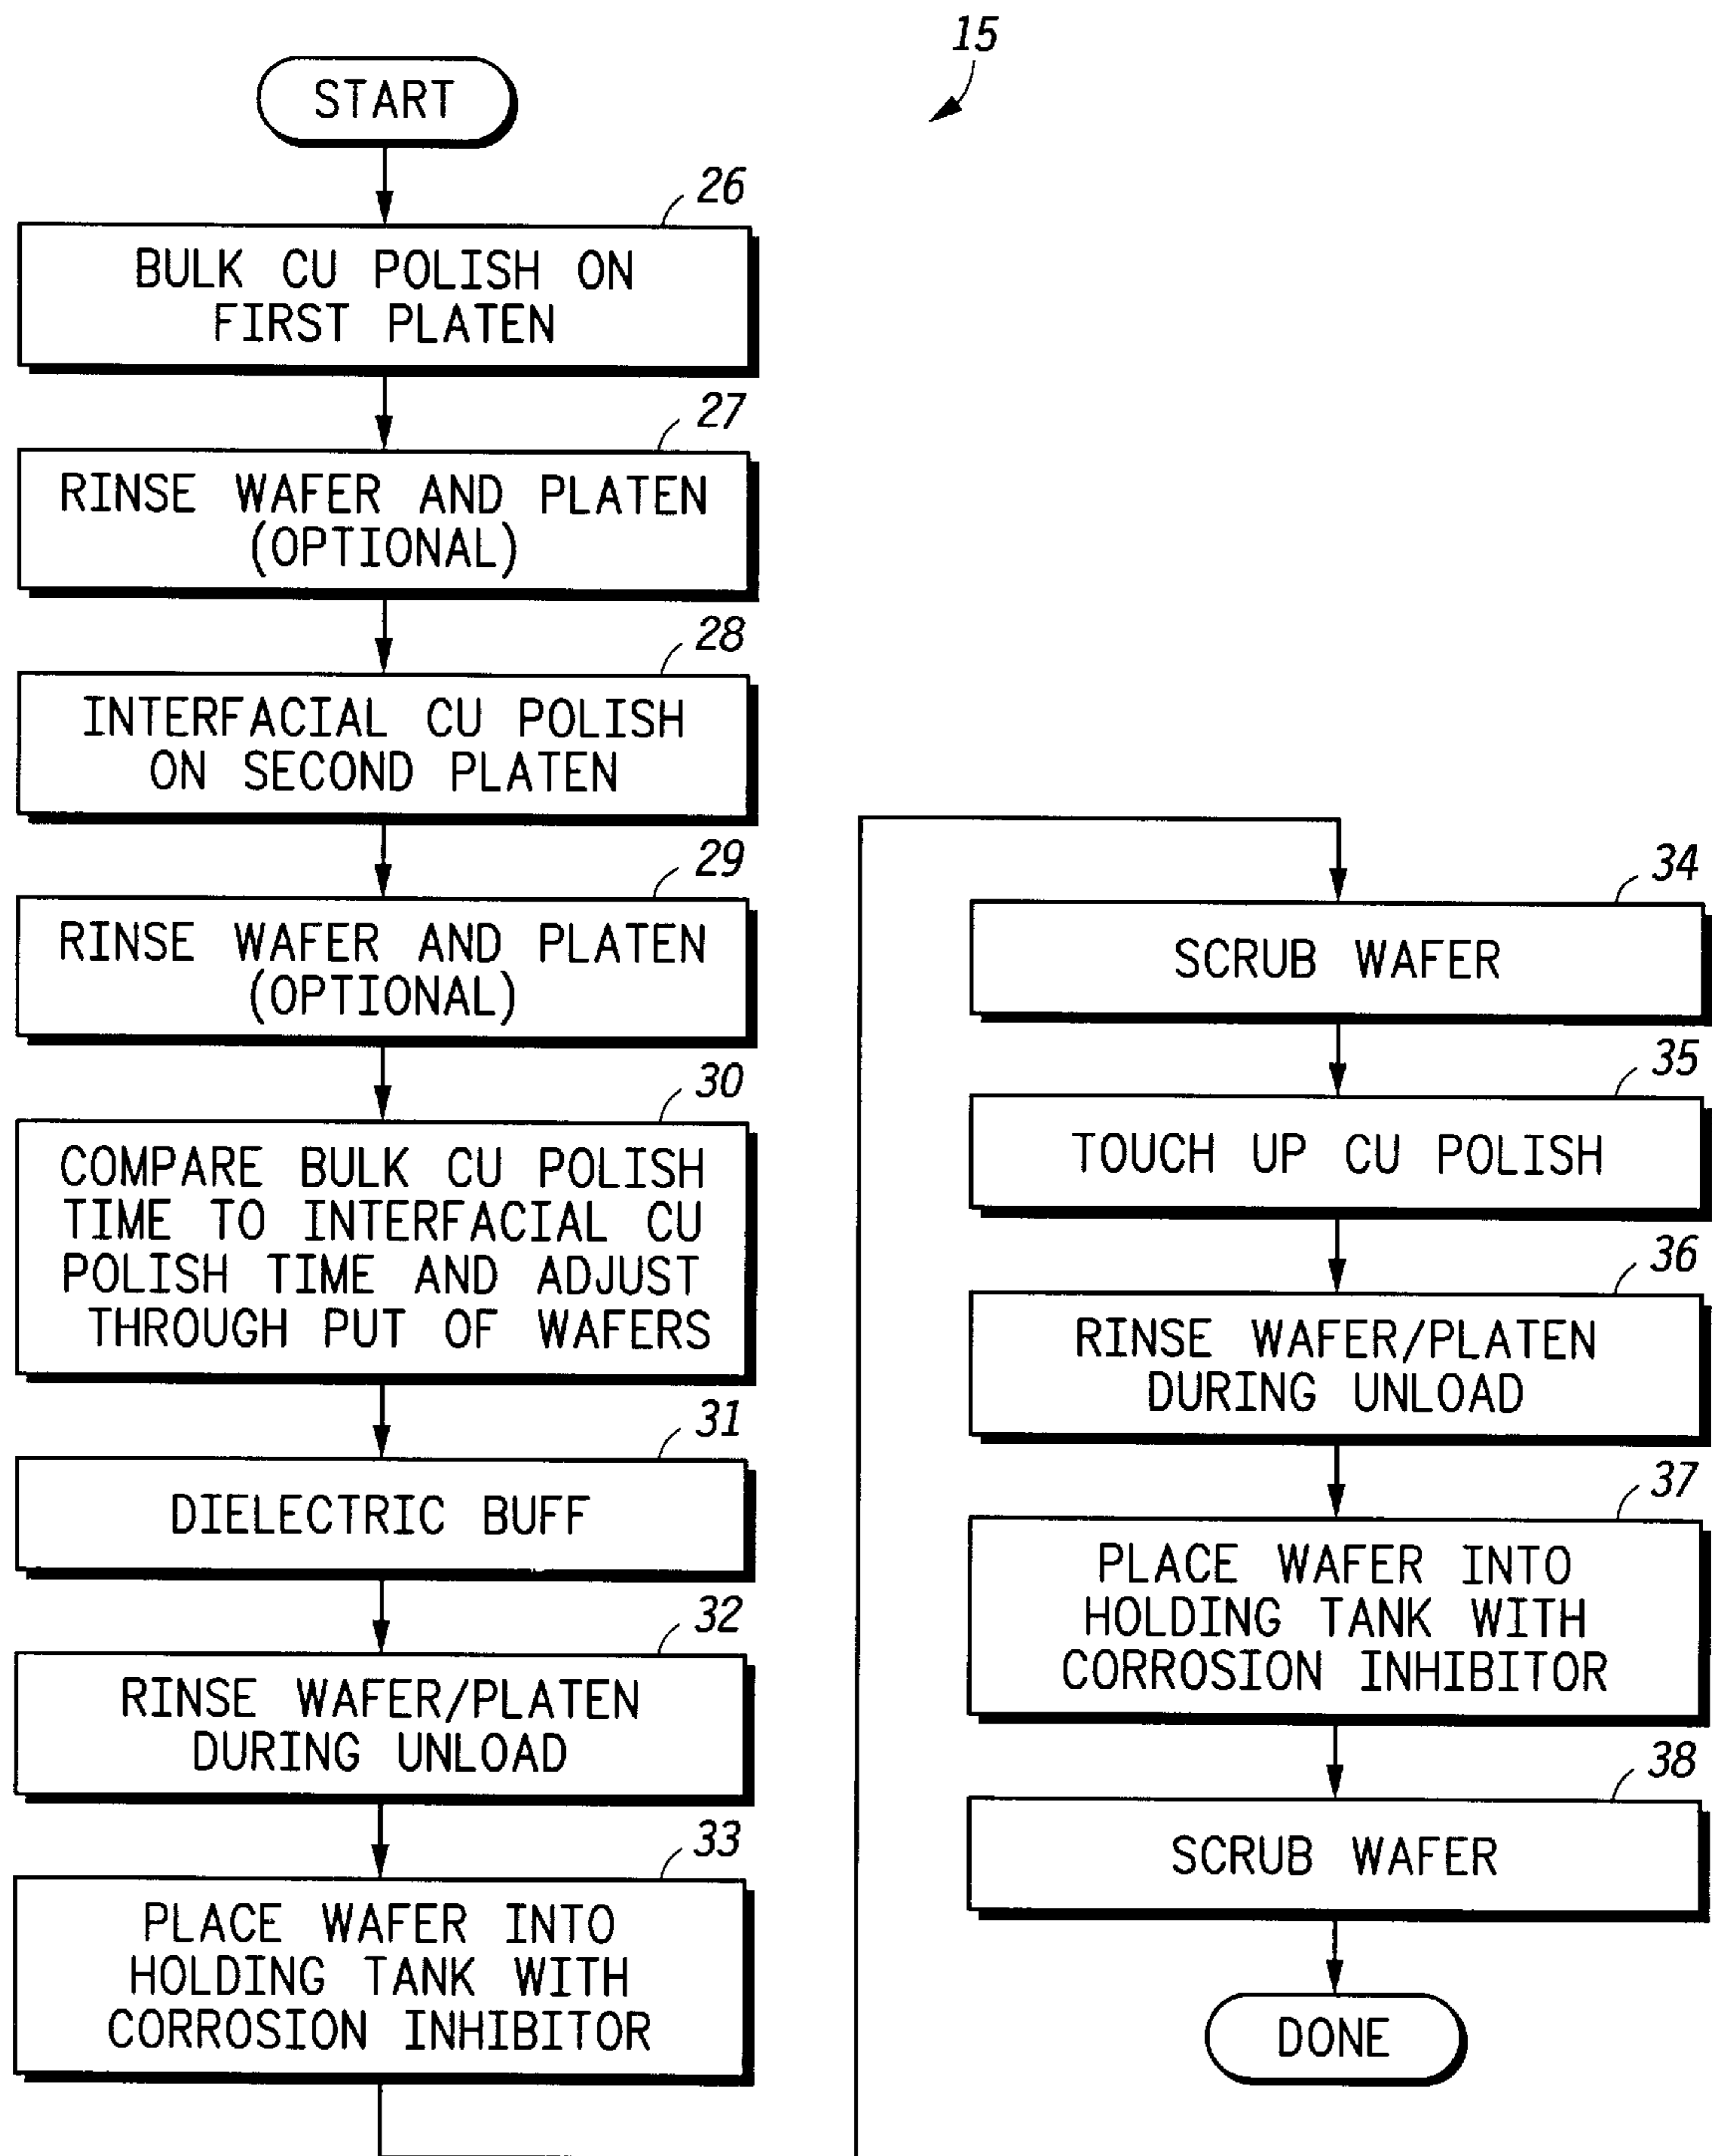 15
START
26
BULK CU POLISH ON
FIRST PLATEN
27
RINSE WAFER AND PLATEN
(OPTIONAL)
28
INTERFACIAL CU POLISH
ON SECOND PLATEN
29
RINSE WAFER AND PLATEN
(OPTIONAL)
30
COMPARE BULK CU POLISH
TIME TO INTERFACIAL CU
POLISH TIME AND ADJUST
THROUGH PUT OF WAFERS
31
DIELECTRIC BUFF
32
RINSE WAFER/PLATEN
DURING UNLOAD
33
PLACE WAFER INTO
HOLDING TANK WITH
CORROSION INHIBITOR
34
SCRUB WAFER
35
TOUCH UP CU POLISH
36
RINSE WAFER/PLATEN
DURING UNLOAD
37
PLACE WAFER INTO
HOLDING TANK WITH
CORROSION INHIBITOR
38
SCRUB WAFER
DONE